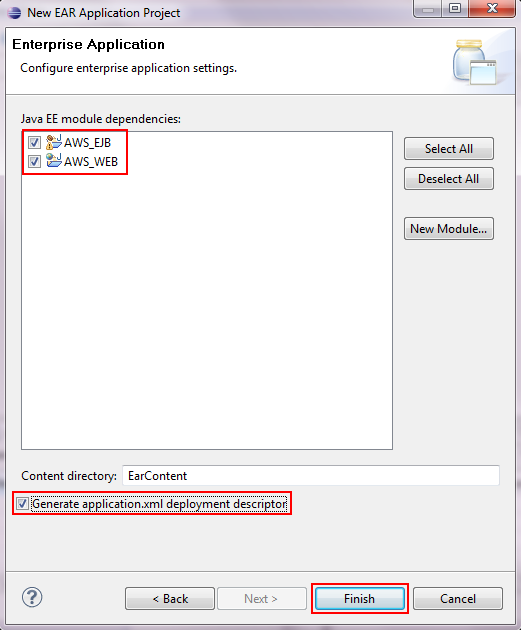 New EAR Application Project
Enterprise Application
Configure enterprise application settings.
Java EE module dependencies:
AWS_EJB
AWS_WEB
Select All
Deselect All
New Module...
Content directory: EarContent
Generate application.xml deployment descriptor
? < Back Next > Finish Cancel